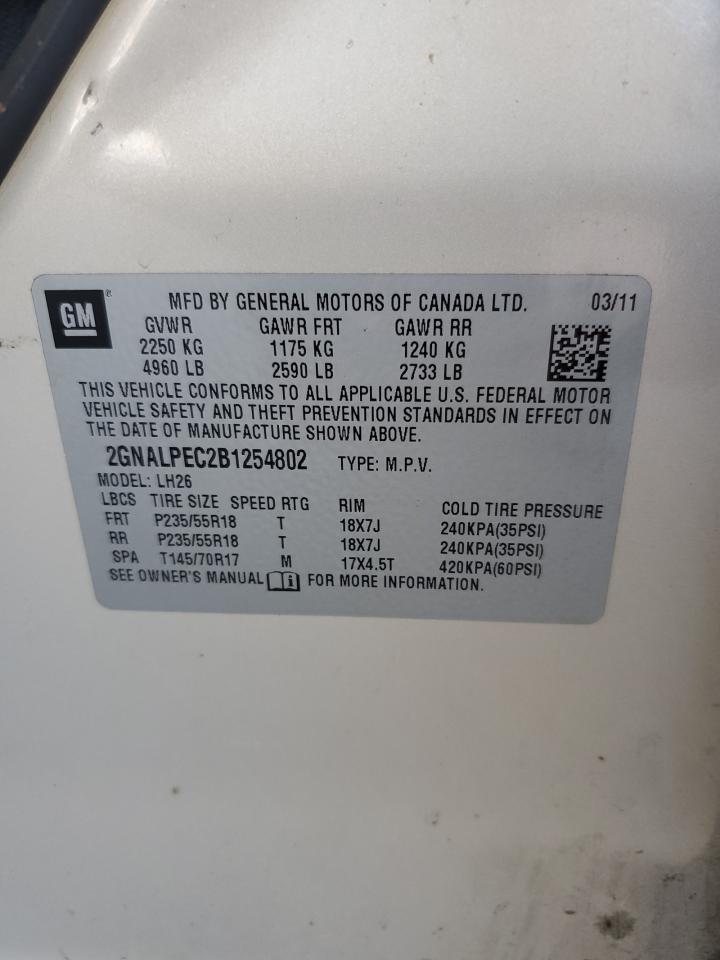 GM ® MFD BY GENERAL MOTORS OF CANADA LTD. 03/11
GVWR GAWR FRT GAWR RR
2250 KG 1175 KG 1240 KG
4960 LB 2590 LB 2733 LB
THIS VEHICLE CONFORMS TO ALL APPLICABLE U.S. FEDERAL MOTOR
VEHICLE SAFETY AND THEFT PREVENTION STANDARDS IN EFFECT ON
THE DATE OF MANUFACTURE SHOWN ABOVE.
2GNALPEC2B1254802 TYPE: M.P.V.
MODEL: LH26
LBCS TIRE SIZE SPEED RTG RIM COLD TIRE PRESSURE
FRT P235/55R18 T 18X7J 240KPA(35PSI)
RR P235/55R18 T 18X7J 240KPA(35PSI)
SPA T145/70R17 M 17X4.5T 420KPA(60PSI)
SEE OWNER'S MANUAL i FOR MORE INFORMATION.